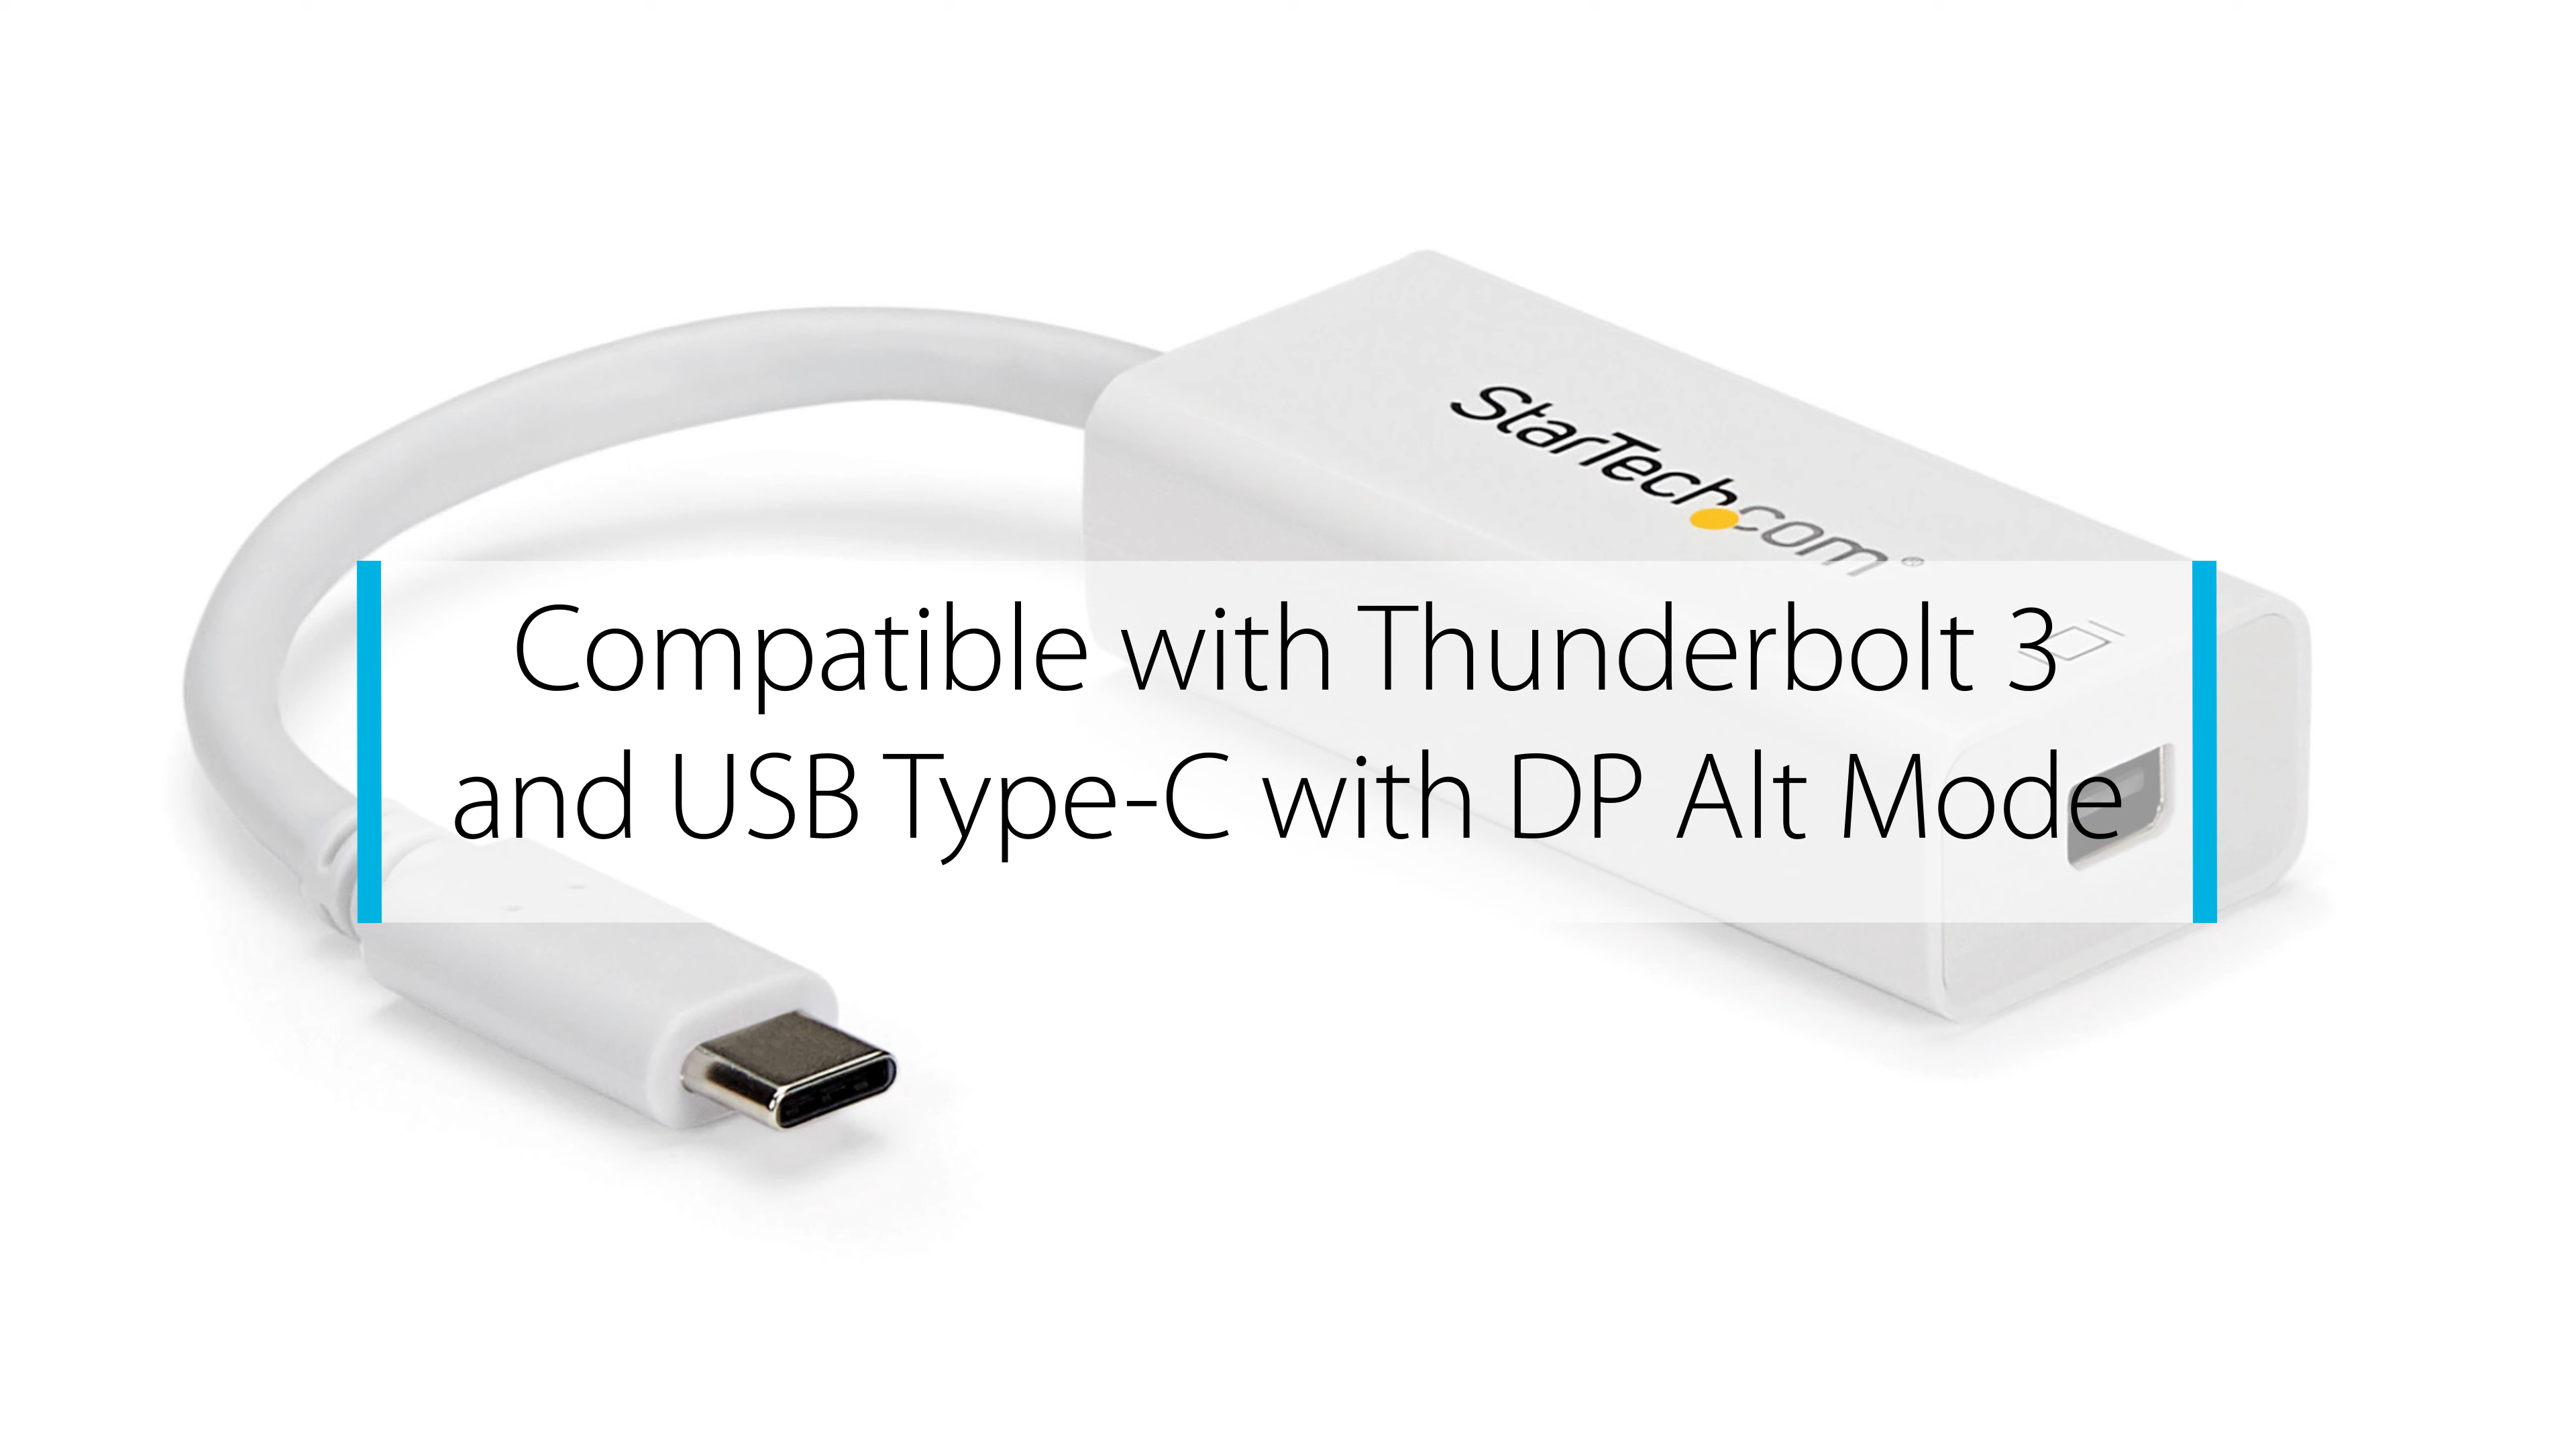 StarTech.com®
Compatible with Thunderbolt 3
and USB Type-C with DP Alt Mode